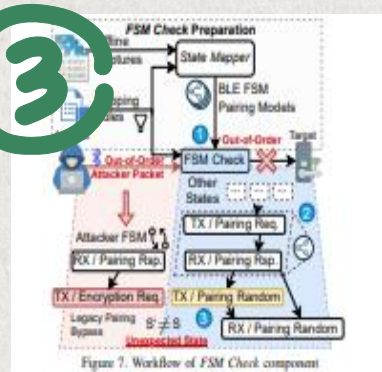 3
FSM Check Preparation
State Mapper
BLE FSM
Pairing Models
1
Out-of-Order
Target
Out-of-Order
Attacker Packet
FSM Check
Other
States
2
TX / Pairing Req.
Attacker FSM
RX / Pairing Rsp.
RX / Pairing Rsp.
TX / Encryption Req.
TX / Pairing Random
Legacy Pairing
Bypass
S' ≠ S
3
Unexpected State
RX / Pairing Random
Figure 7. Workflow of FSM Check component